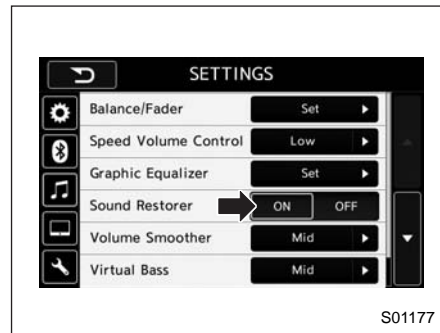 SETTINGS
Balance/Fader Set
Speed Volume Control Low
Graphic Equalizer Set
Sound Restorer ON OFF
Volume Smoother Mid
Virtual Bass Mid
S01177